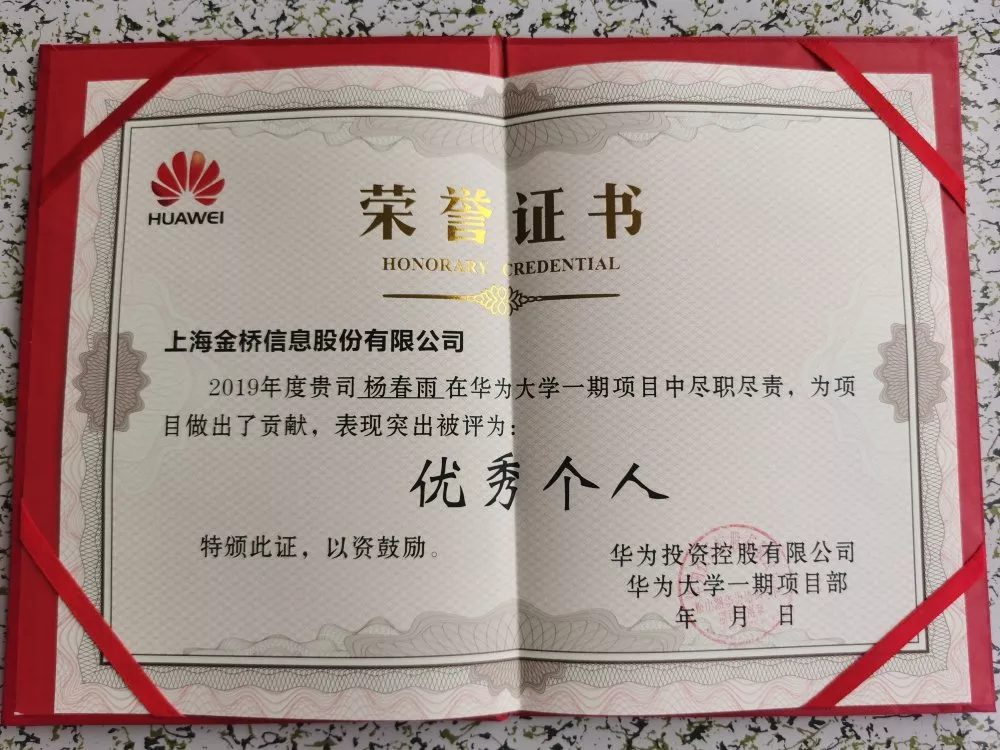 HUAWEI
荣誉证书
HONORARY CREDENTIAL
上海金桥信息股份有限公司
2019年度贵司 杨春雨 在华为大学一期项目中尽职尽责，为项
目做出了贡献，表现突出被评为：
优秀个人
特颁此证，以资鼓励。
华为投资控股有限公司
华为大学一期项目部
年 月 日